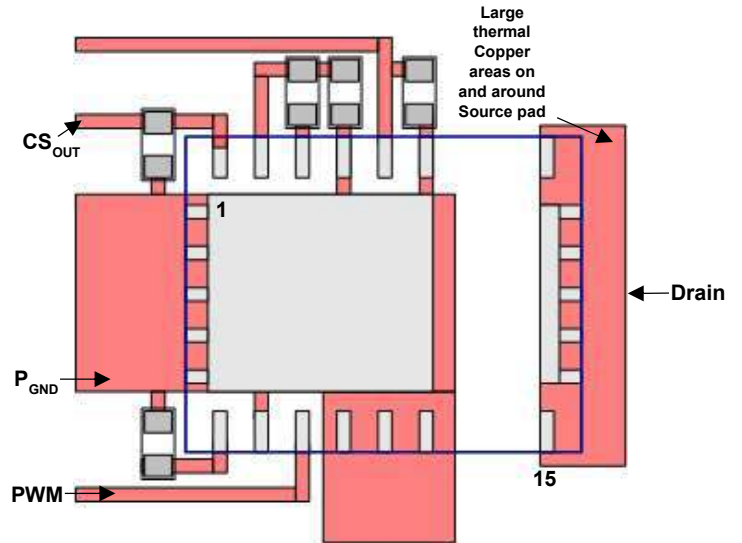 Large
thermal
Copper
areas on
and around
Source pad
CSOUT
1
Drain
PGND
15
PWM